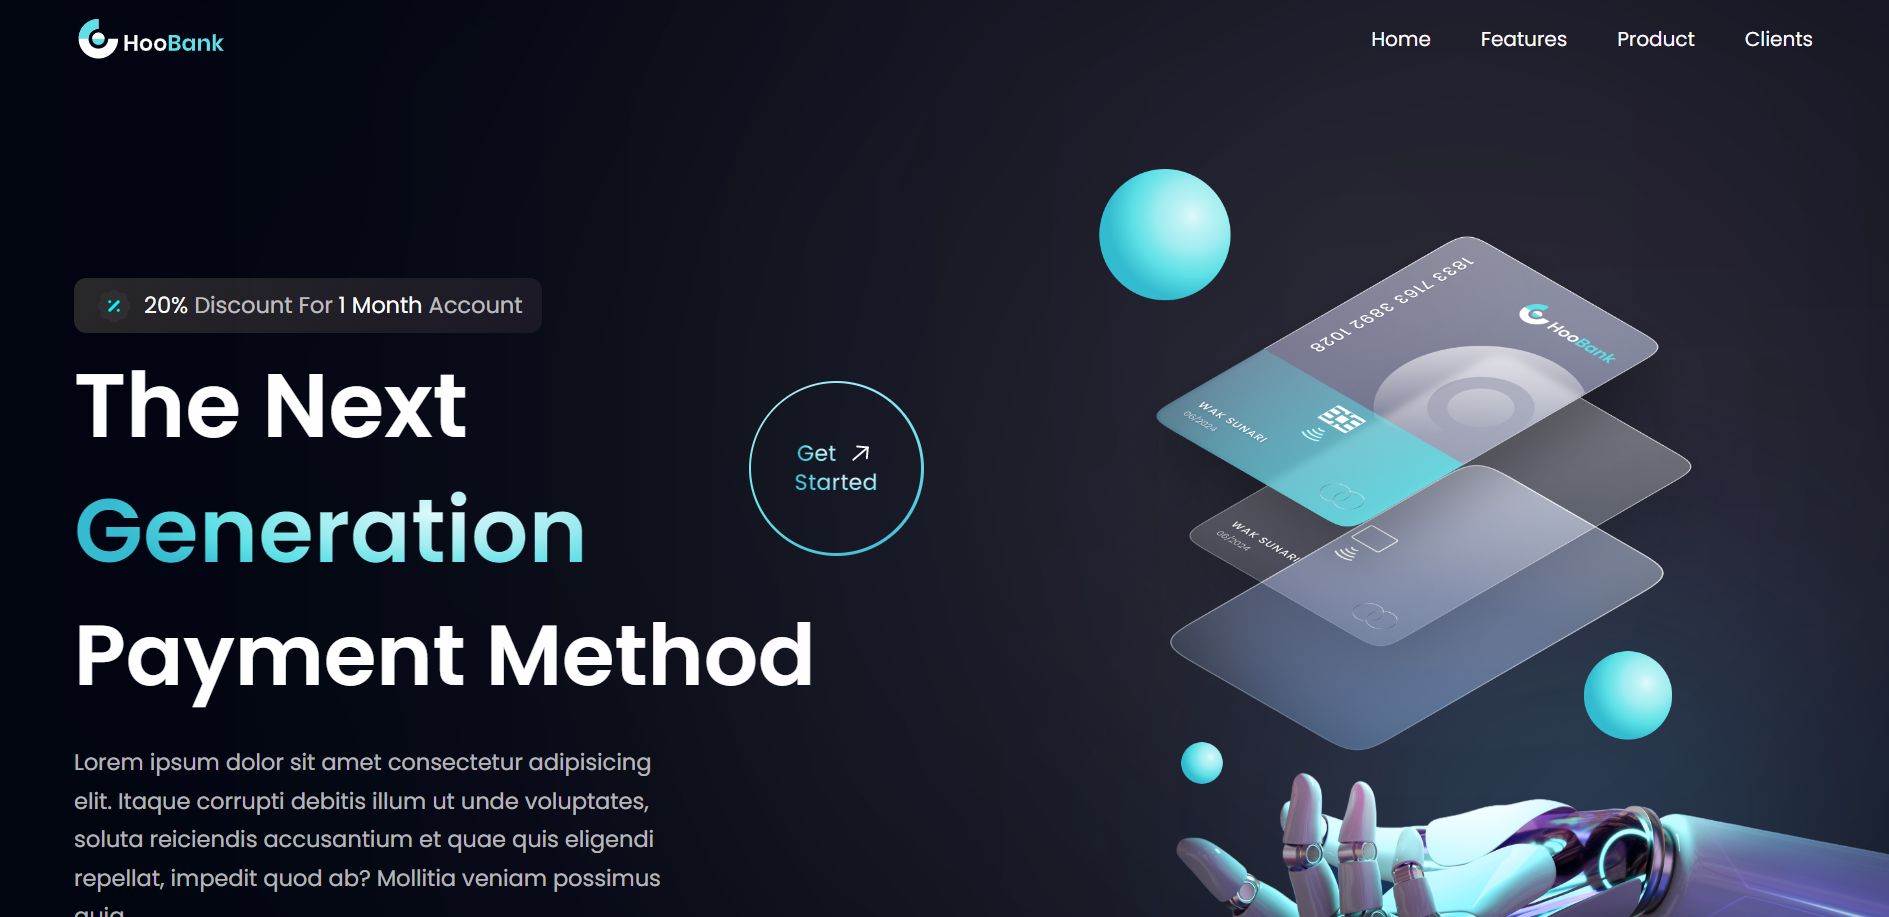 HooBank
Home
Features
Product
Clients
20% Discount For 1 Month Account
The Next
Generation
Payment Method
Get
Started
Lorem ipsum dolor sit amet consectetur adipisicing
elit. Itaque corrupti debitis illum ut unde voluptates,
soluta reiciendis accusantium et quae quis eligendi
repellat, impedit quod ab? Mollitia veniam possimus
quia
1833 7163 3892 1028
HooBank
WAK SUNARI
06/2024
WAK SUNARI
06/2024